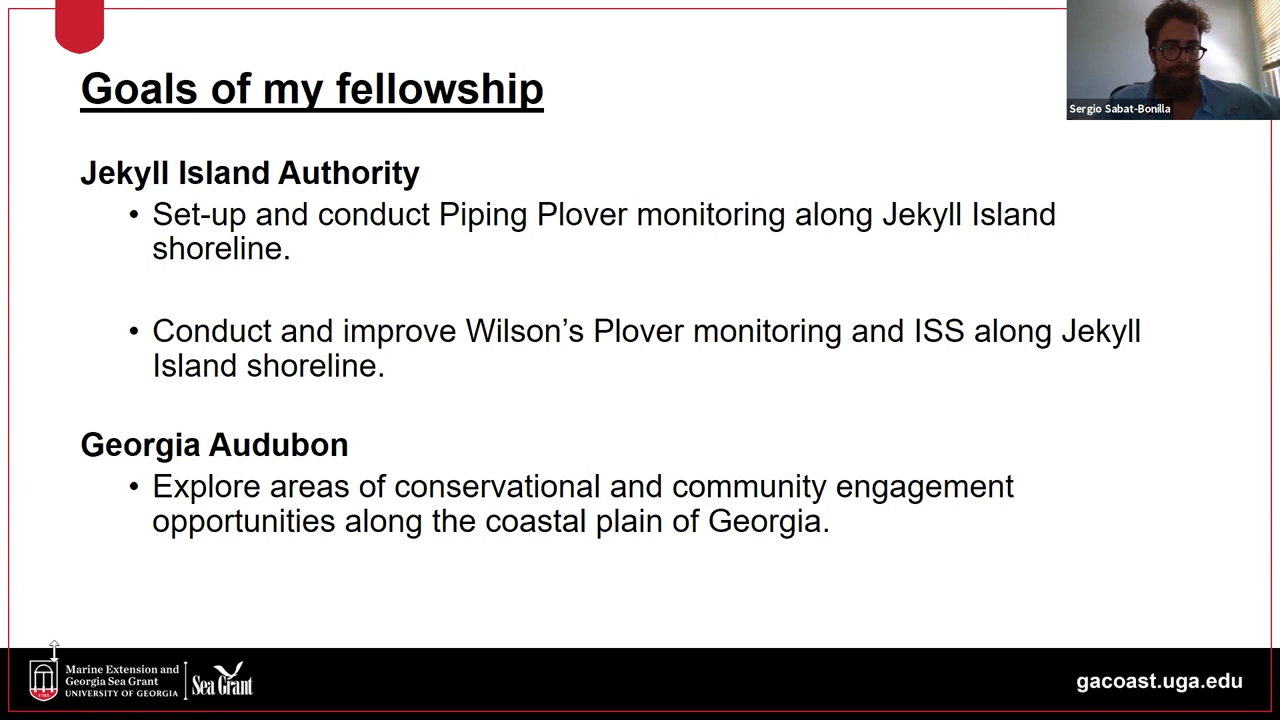 Goals of my fellowship
Sergio Sabat-Bonilla
Jekyll Island Authority
• Set-up and conduct Piping Plover monitoring along Jekyll Island
shoreline.
• Conduct and improve Wilson’s Plover monitoring and ISS along Jekyll
Island shoreline.
Georgia Audubon
• Explore areas of conservational and community engagement
opportunities along the coastal plain of Georgia.
1785
Marine Extension and
Georgia Sea Grant
UNIVERSITY OF GEORGIA
Sea Grant
gacoast.uga.edu